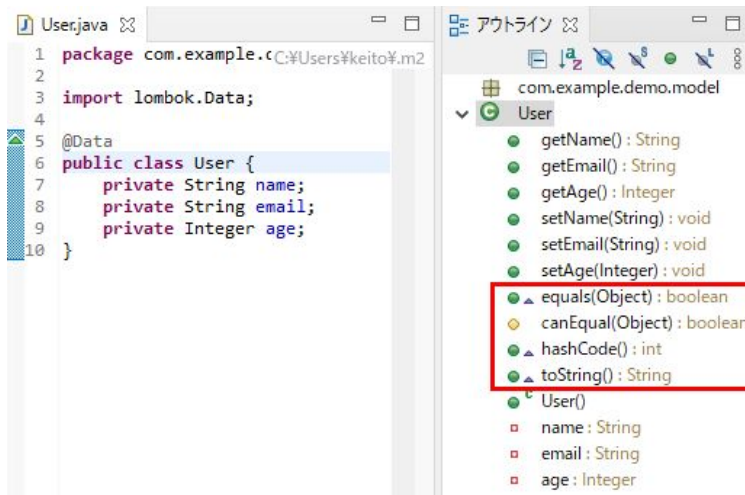 User.java
1 package com.example.c C:¥Users¥keito¥.m2
2
3 import lombok.Data;
4
5 @Data
6 public class User {
7     private String name;
8     private String email;
9     private Integer age;
10 }
アウトライン
com.example.demo.model
User
getName() : String
getEmail() : String
getAge() : Integer
setName(String) : void
setEmail(String) : void
setAge(Integer) : void
equals(Object) : boolean
canEqual(Object) : boolean
hashCode() : int
toString() : String
User()
name : String
email : String
age : Integer